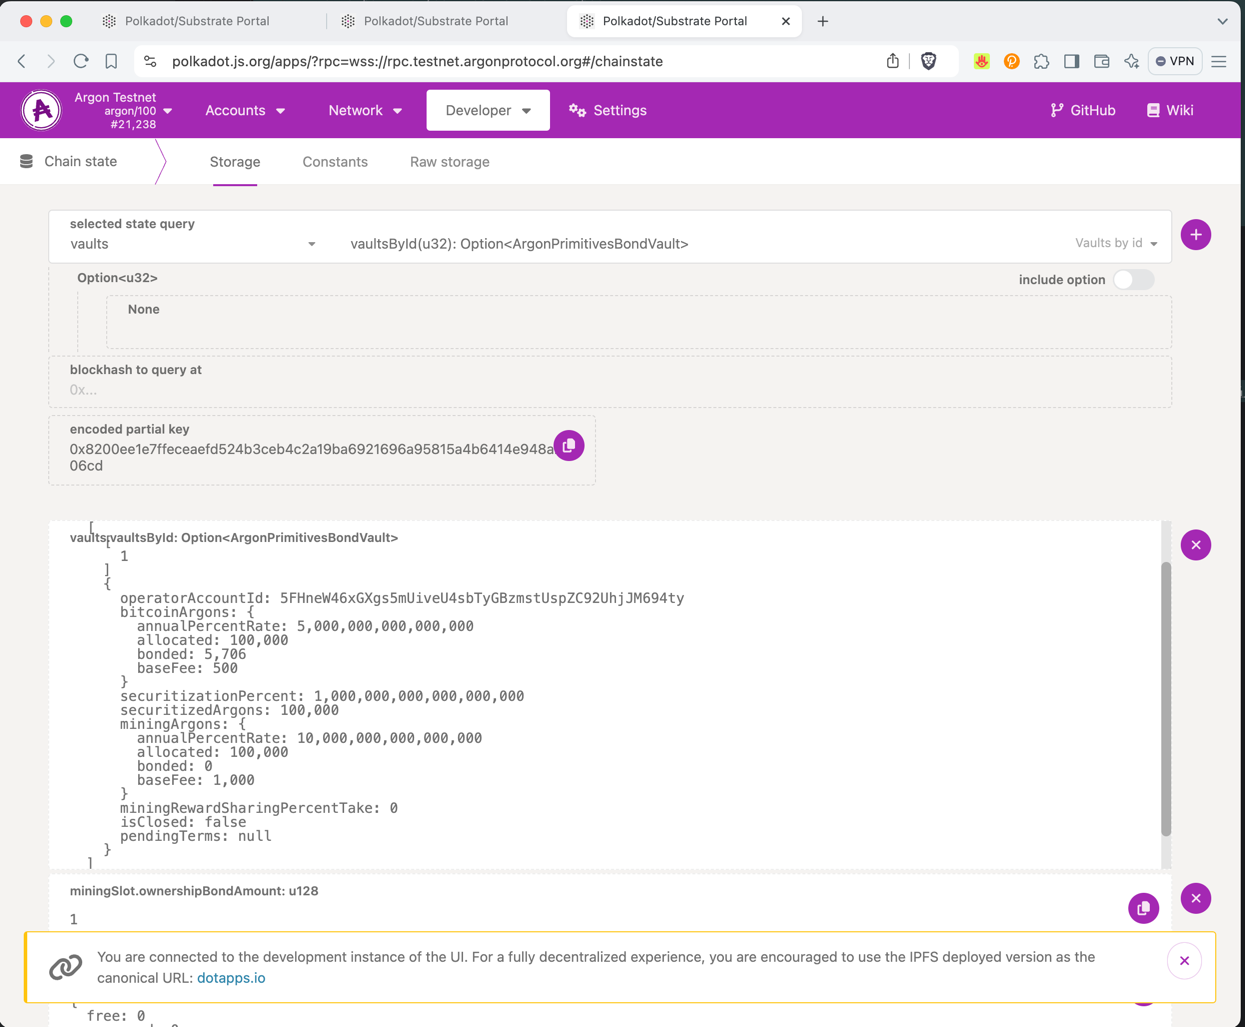 Polkadot/Substrate Portal
Polkadot/Substrate Portal
Polkadot/Substrate Portal
polkadot.js.org/apps/?rpc=wss://rpc.testnet.argonprotocol.org#/chainstate
VPN
Argon Testnet
argon/100
#21,238
Accounts
Network
Developer
Settings
GitHub
Wiki
Chain state
Storage
Constants
Raw storage
selected state query
vaults
vaultsById(u32): Option<ArgonPrimitivesBondVault>
Vaults by id
Option<u32>
include option
None
blockhash to query at
0x...
encoded partial key
0x8200ee1e7ffeceaefd524b3ceb4c2a19ba6921696a95815a4b6414e948a
06cd
[
vaults.vaultsById: Option<ArgonPrimitivesBondVault>
[
1
]
{
operatorAccountId: 5FHneW46xGXgs5mUiveU4sbTyGBzmstUspZC92UhjJM694ty
bitcoinArgons: {
annualPercentRate: 5,000,000,000,000,000
allocated: 100,000
bonded: 5,706
baseFee: 500
}
securitizationPercent: 1,000,000,000,000,000,000
securitizedArgons: 100,000
miningArgons: {
annualPercentRate: 10,000,000,000,000,000
allocated: 100,000
bonded: 0
baseFee: 1,000
}
miningRewardSharingPercentTake: 0
isClosed: false
pendingTerms: null
}
]
miningSlot.ownershipBondAmount: u128
1
You are connected to the development instance of the UI. For a fully decentralized experience, you are encouraged to use the IPFS deployed version as the
canonical URL: dotapps.io
{
free: 0